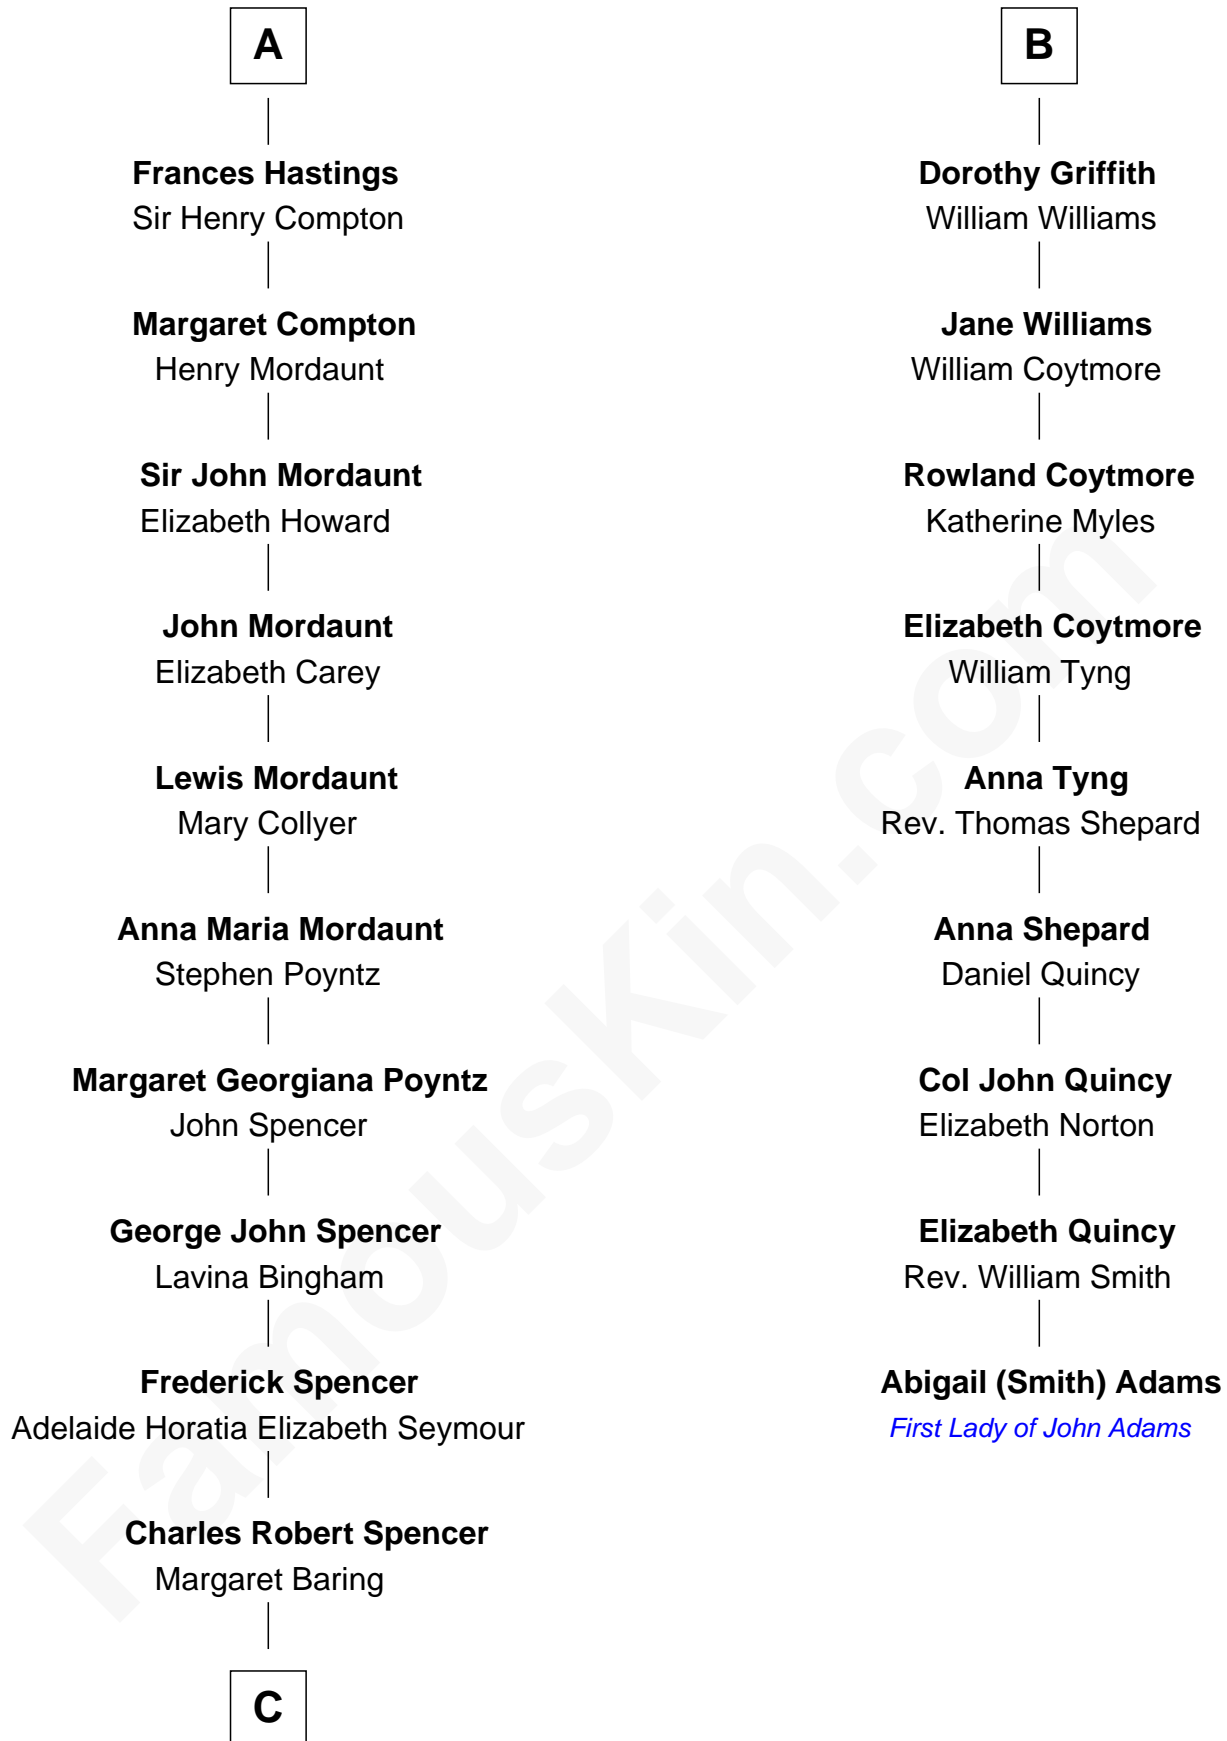 A
Frances Hastings
Sir Henry Compton
Margaret Compton
Henry Mordaunt
Sir John Mordaunt
Elizabeth Howard
John Mordaunt
Elizabeth Carey
Lewis Mordaunt
Mary Collyer
Anna Maria Mordaunt
Stephen Poyntz
Margaret Georgiana Poyntz
John Spencer
George John Spencer
Lavina Bingham
Frederick Spencer
Adelaide Horatia Elizabeth Seymour
Charles Robert Spencer
Margaret Baring
C
B
Dorothy Griffith
William Williams
Jane Williams
William Coytmore
Rowland Coytmore
Katherine Myles
Elizabeth Coytmore
William Tyng
Anna Tyng
Rev. Thomas Shepard
Anna Shepard
Daniel Quincy
Col John Quincy
Elizabeth Norton
Elizabeth Quincy
Rev. William Smith
Abigail (Smith) Adams
First Lady of John Adams
FamousKin.com